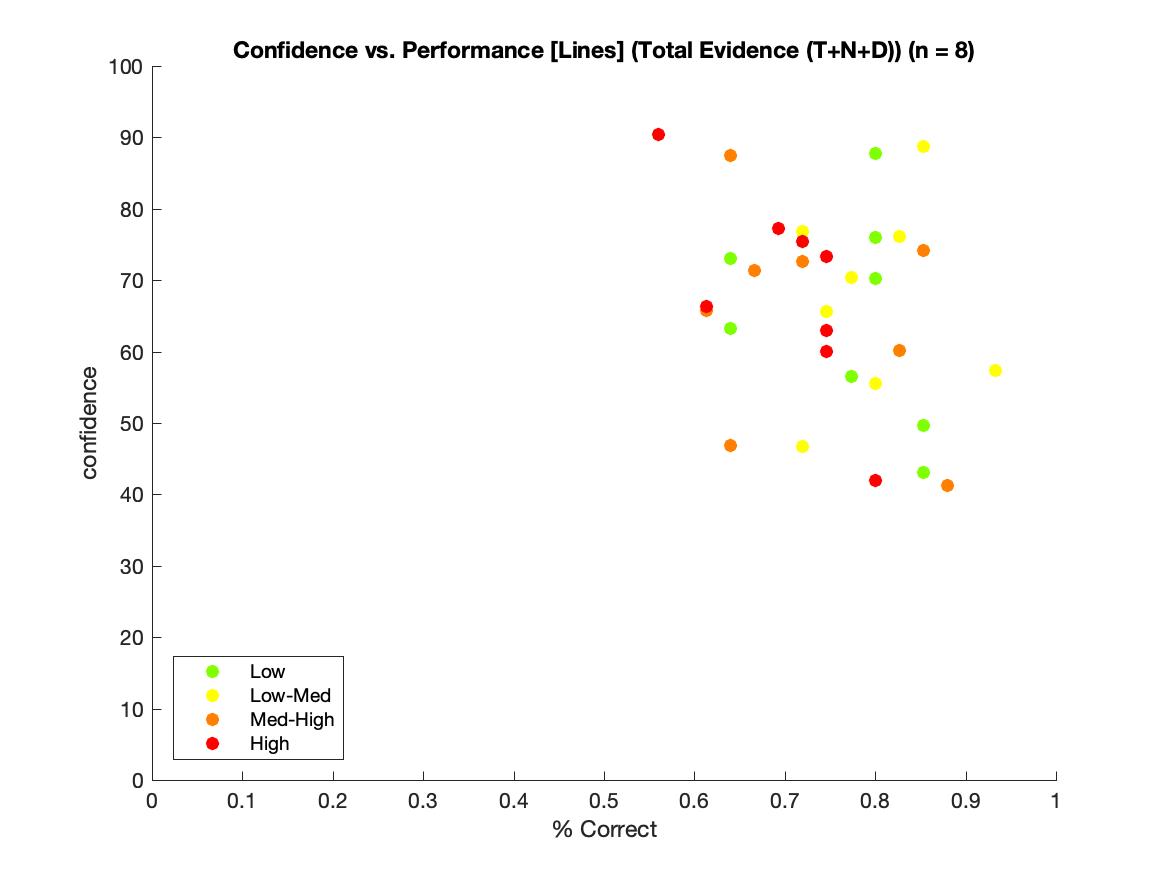 Confidence vs. Performance [Lines] (Total Evidence (T+N+D)) (n = 8)
100
90
80
70
60
50
40
30
20
10
0
confidence
Low
Low-Med
Med-High
High
0 0.1 0.2 0.3 0.4 0.5 0.6 0.7 0.8 0.9 1
% Correct